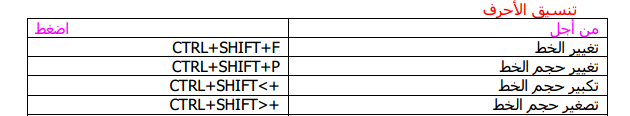 تنسيق الأحرف
من أجل اضغط
تغيير الخط CTRL+SHIFT+F
تغيير حجم الخط CTRL+SHIFT+P
تكبير حجم الخط CTRL+SHIFT<+
تصغير حجم الخط CTRL+SHIFT>+